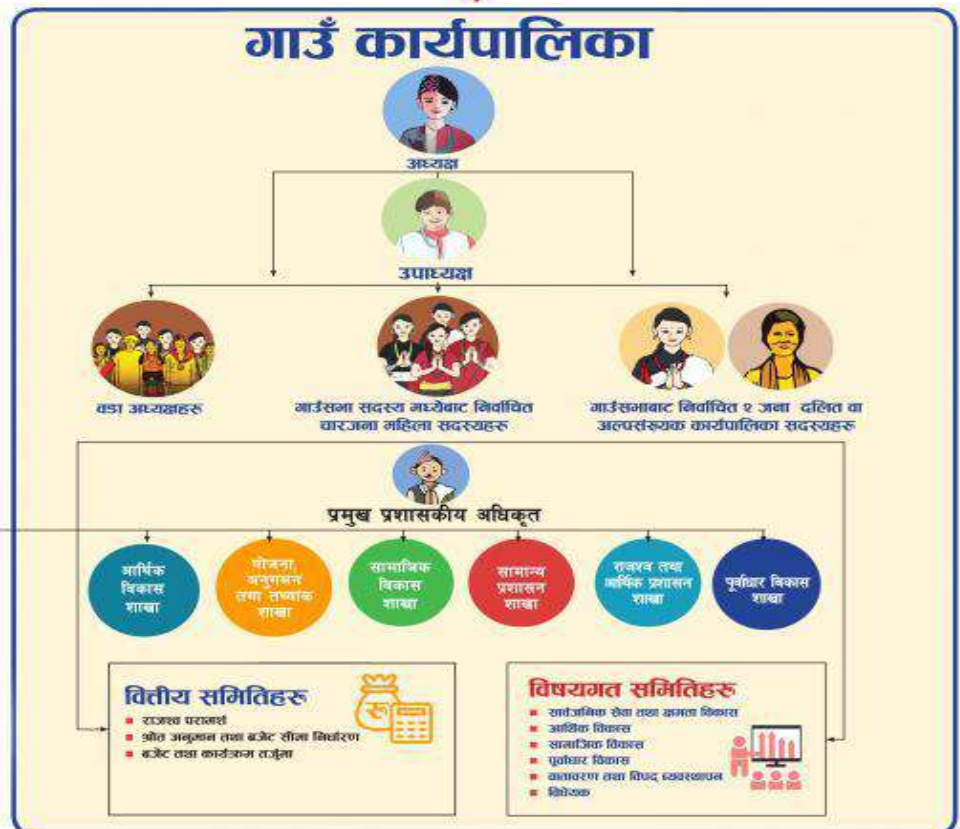 गाउँ कार्यपालिका
अध्यक्ष
उपाध्यक्ष
वडा अध्यक्षहरु
गाउँसभा सदस्य मध्येबाट निर्वाचित
चारजना महिला सदस्यहरु
गाउँसभाबाट निर्वाचित २ जना दलित वा
अल्पसंख्यक कार्यपालिका सदस्यहरु
प्रमुख प्रशासकीय अधिकृत
आर्थिक
विकास
शाखा
योजना,
अनुगमन
तथा तथ्यांक
शाखा
सामाजिक
विकास
शाखा
सामान्य
प्रशासन
शाखा
राजश्व तथा
आर्थिक प्रशासन
शाखा
पूर्वाधार विकास
शाखा
वित्तीय समितिहरु
राजश्व परामर्श
श्रोत अनुमान तथा बजेट सीमा निर्धारण
बजेट तथा कार्यक्रम तर्जुमा
रु
विषयगत समितिहरु
सार्वजनिक सेवा तथा क्षमता विकास
आर्थिक विकास
सामाजिक विकास
पूर्वाधार विकास
वातावरण तथा विपद् व्यवस्थापन
विधेयक